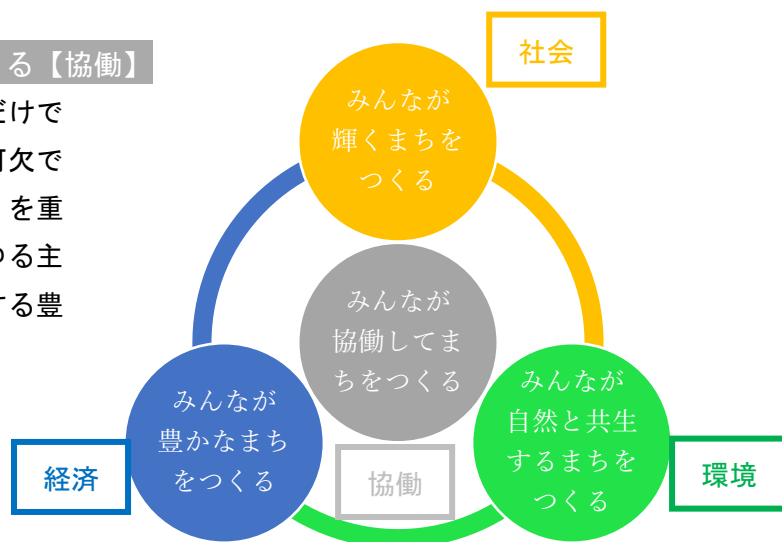 る【協働】
だけで
可欠で
」を重
ゆる主
する豊
社会
みんなが
輝くまちを
つくる
みんなが
協働してま
ちをつくる
みんなが
豊かなまち
をつくる
経済
協働
みんなが
自然と共生
するまちを
つくる
環境